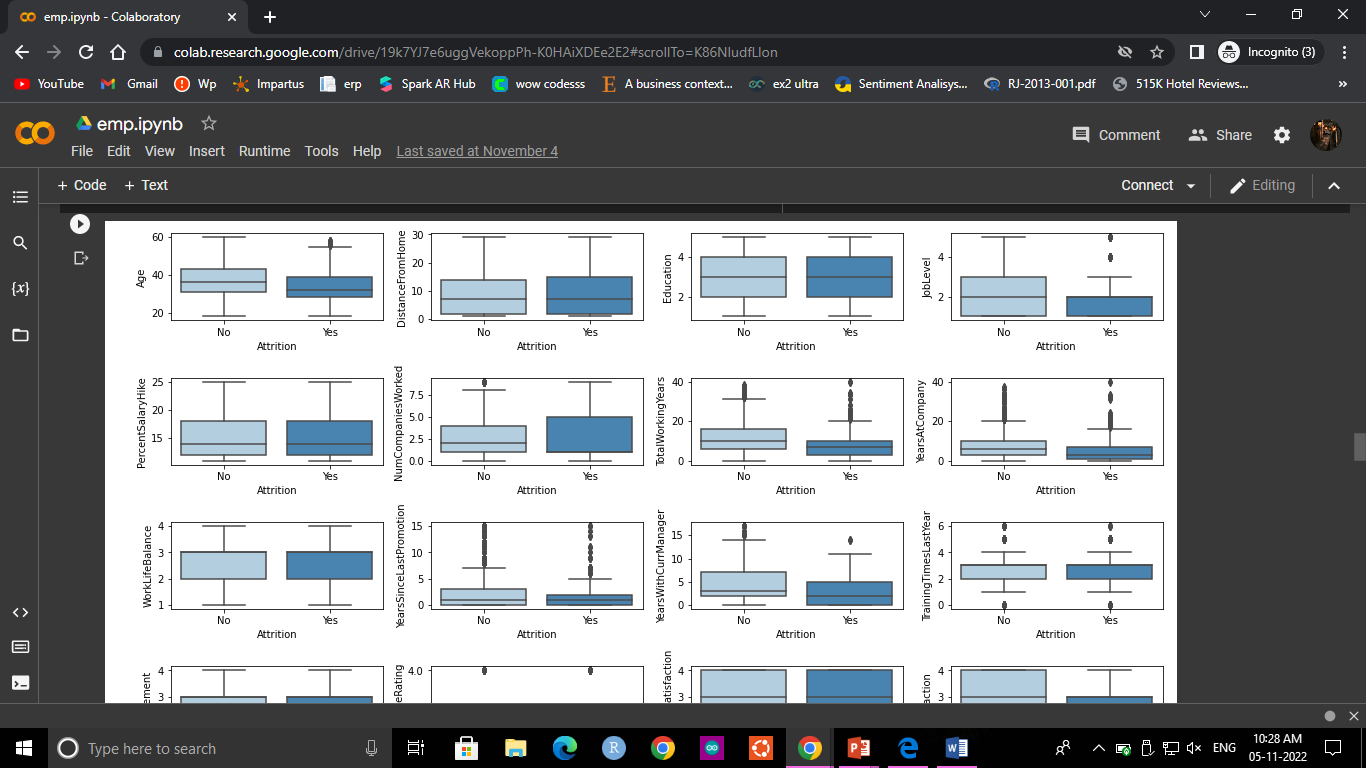 emp.ipynb - Colaboratory
colab.research.google.com/drive/19k7YJ7e6uggVekoppPh-K0HAiXDEe2E2#scrollTo=K86NIudfLIon
Incognito (3)
YouTube Gmail Wp Impartus erp Spark AR Hub wow codesss A business context... ex2 ultra Sentiment Analisys... RJ-2013-001.pdf 515K Hotel Reviews... »
emp.ipynb
Comment Share
File Edit View Insert Runtime Tools Help Last saved at November 4
+ Code + Text
Connect Editing
{x}
Age
60
40
20
No Yes
Attrition
DistanceFromHome
30
20
10
0
No Yes
Attrition
Education
4
2
No Yes
Attrition
JobLevel
4
2
No Yes
Attrition
PercentSalaryHike
25
20
15
No Yes
Attrition
NumCompaniesWorked
7.5
5.0
2.5
0.0
No Yes
Attrition
TotalWorkingYears
40
20
0
No Yes
Attrition
YearsAtCompany
40
20
0
No Yes
Attrition
WorkLifeBalance
4
3
2
1
No Yes
Attrition
YearsSinceLastPromotion
15
10
5
0
No Yes
Attrition
YearsWithCurrManager
15
10
5
0
No Yes
Attrition
TrainingTimesLastYear
6
4
2
0
No Yes
Attrition
ement
4
3
eRating
4.0
atisfaction
4
3
action
4
3
Type here to search
ENG
10:28 AM
05-11-2022